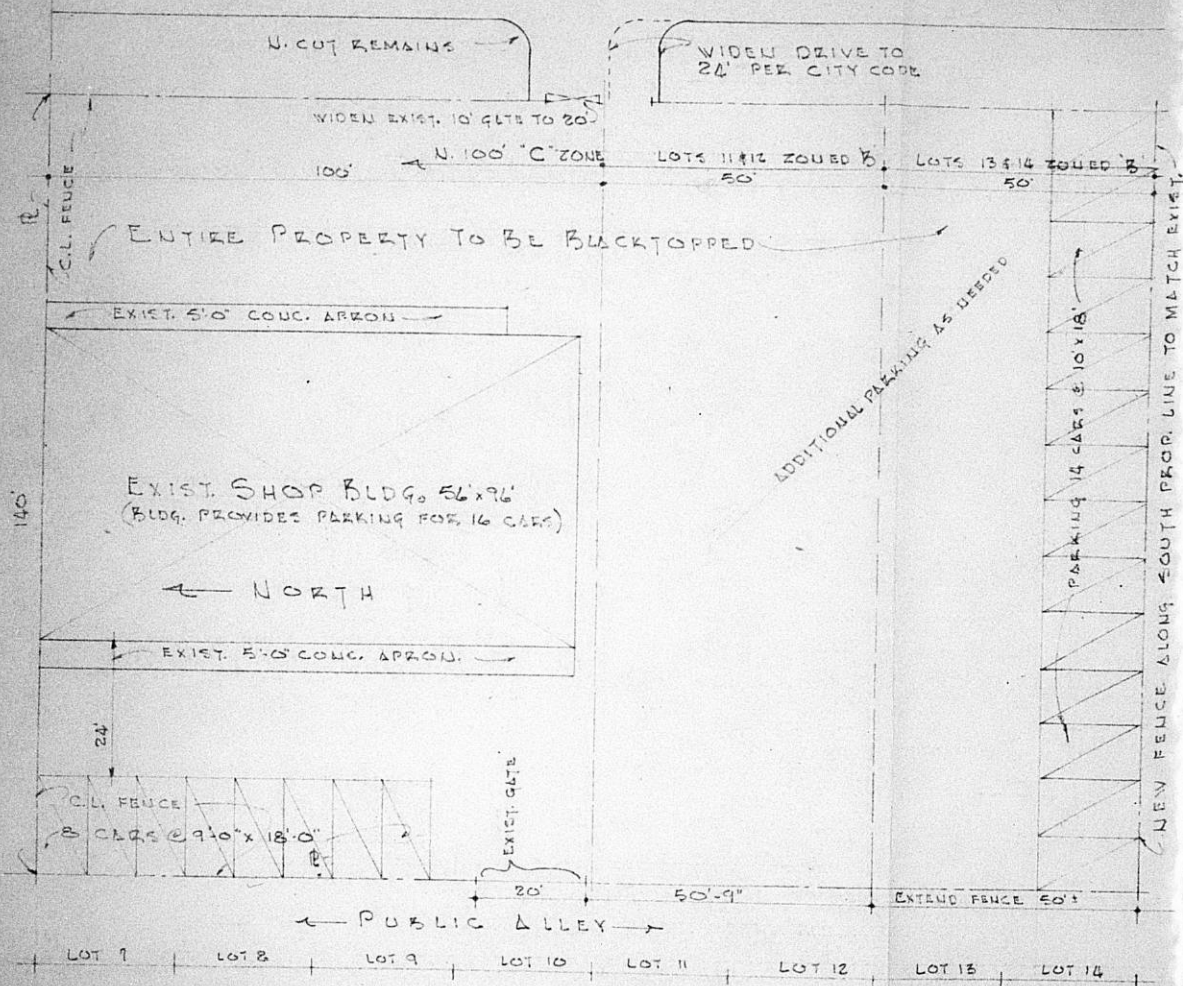 N. CUT REMAINS
WIDEN DRIVE TO
24' PER CITY CODE
WIDEN EXIST. 10' GATE TO 20'
N. 100' "C" ZONE
LOTS 11 & 12 ZONED 'B'
LOTS 13 & 14 ZONED 'B'
100'
50'
50'
C.L. FENCE
ENTIRE PROPERTY TO BE BLACKTOPPED
EXIST. 5'-0" CONC. APRON
EXIST. SHOP BLDG. 56'x96'
(BLDG. PROVIDES PARKING FOR 16 CARS)
NORTH
140'
EXIST. 5'-0" CONC. APRON.
24'
C.L. FENCE
8 CARS @ 9'-0" x 18'-0"
PL
PL
EXIST. GATE
ADDITIONAL PARKING AS NEEDED
PARKING 14 CARS @ 10'x18'
NEW FENCE ALONG SOUTH PROP. LINE TO MATCH EXIST.
20'
50'-9"
EXTEND FENCE 50'±
PUBLIC ALLEY
LOT 7
LOT 8
LOT 9
LOT 10
LOT 11
LOT 12
LOT 13
LOT 14